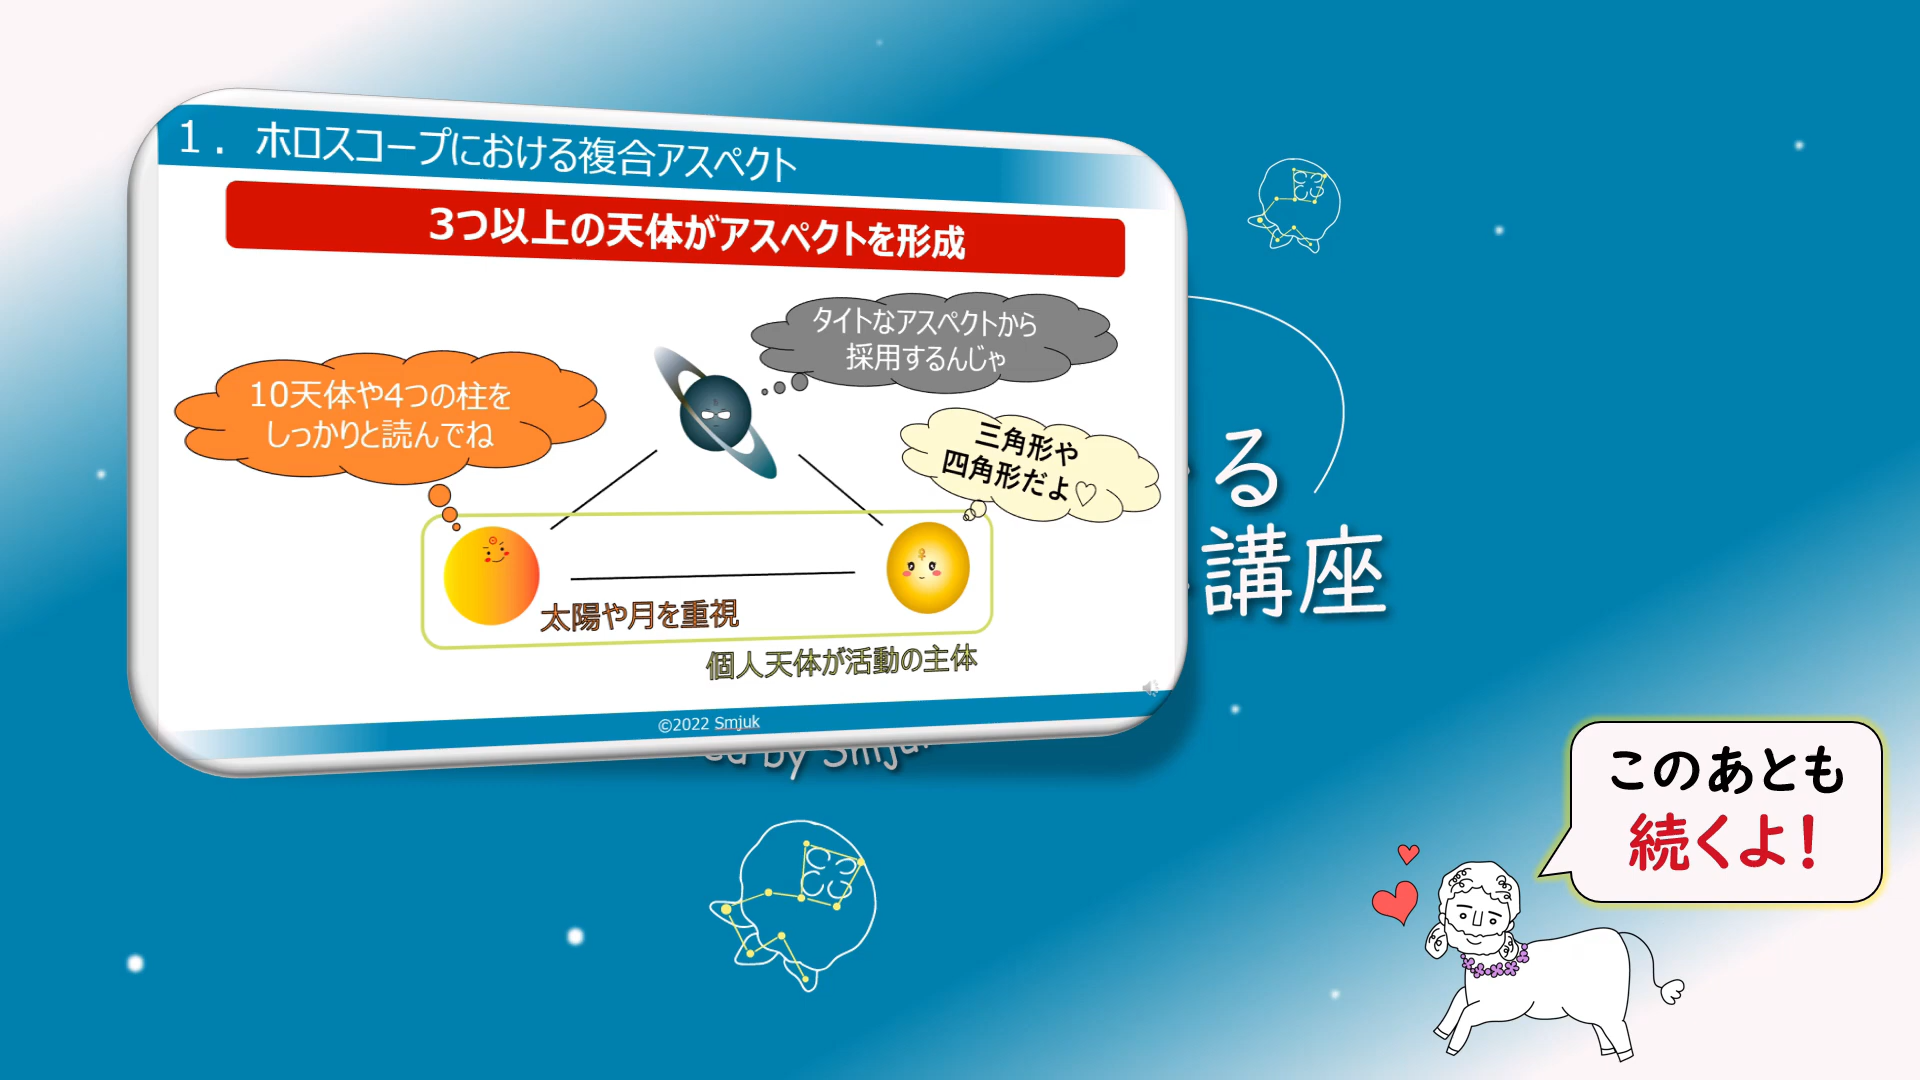 1． ホロスコープにおける複合アスペクト
3つ以上の天体がアスペクトを形成
タイトなアスペクトから
採用するんじゃ
10天体や4つの柱を
しっかりと読んでね
三角形や
四角形だよ♡
太陽や月を重視
個人天体が活動の主体
©2022 Smjuk
る
講座
by Smjuk
このあとも
続くよ！